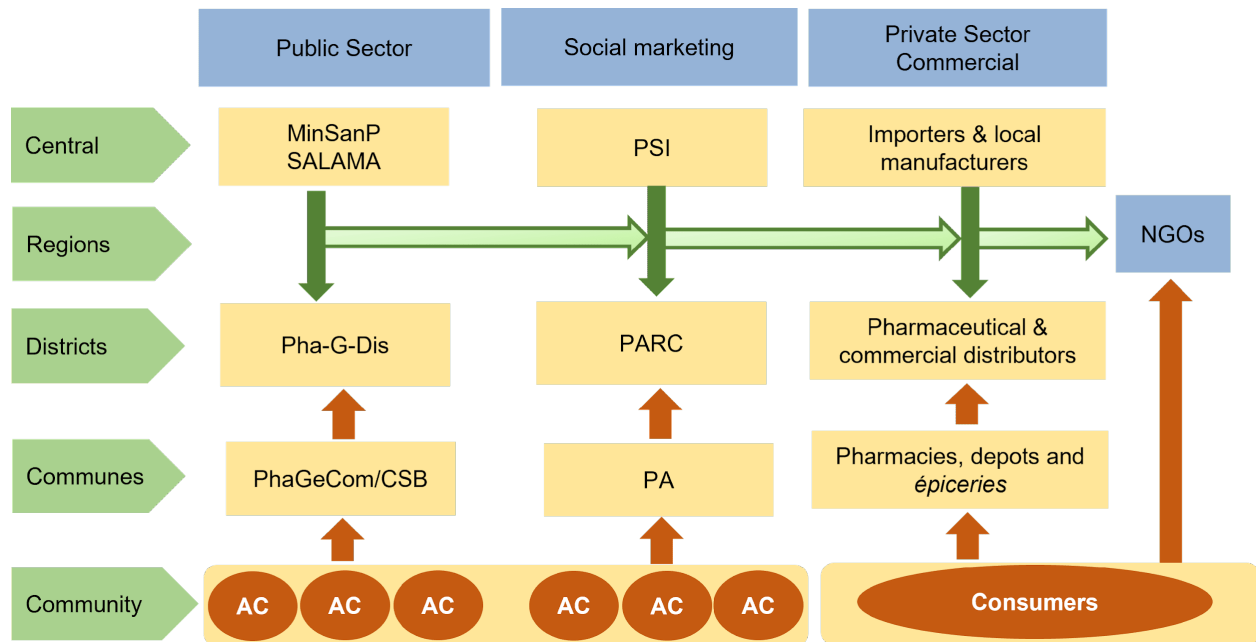 Public Sector
Social marketing
Private Sector
Commercial
Central
MinSanP
SALAMA
PSI
Importers & local
manufacturers
Regions
NGOs
Districts
Pha-G-Dis
PARC
Pharmaceutical &
commercial distributors
Communes
PhaGeCom/CSB
PA
Pharmacies, depots and
épiceries
Community
AC
AC
AC
AC
AC
AC
Consumers